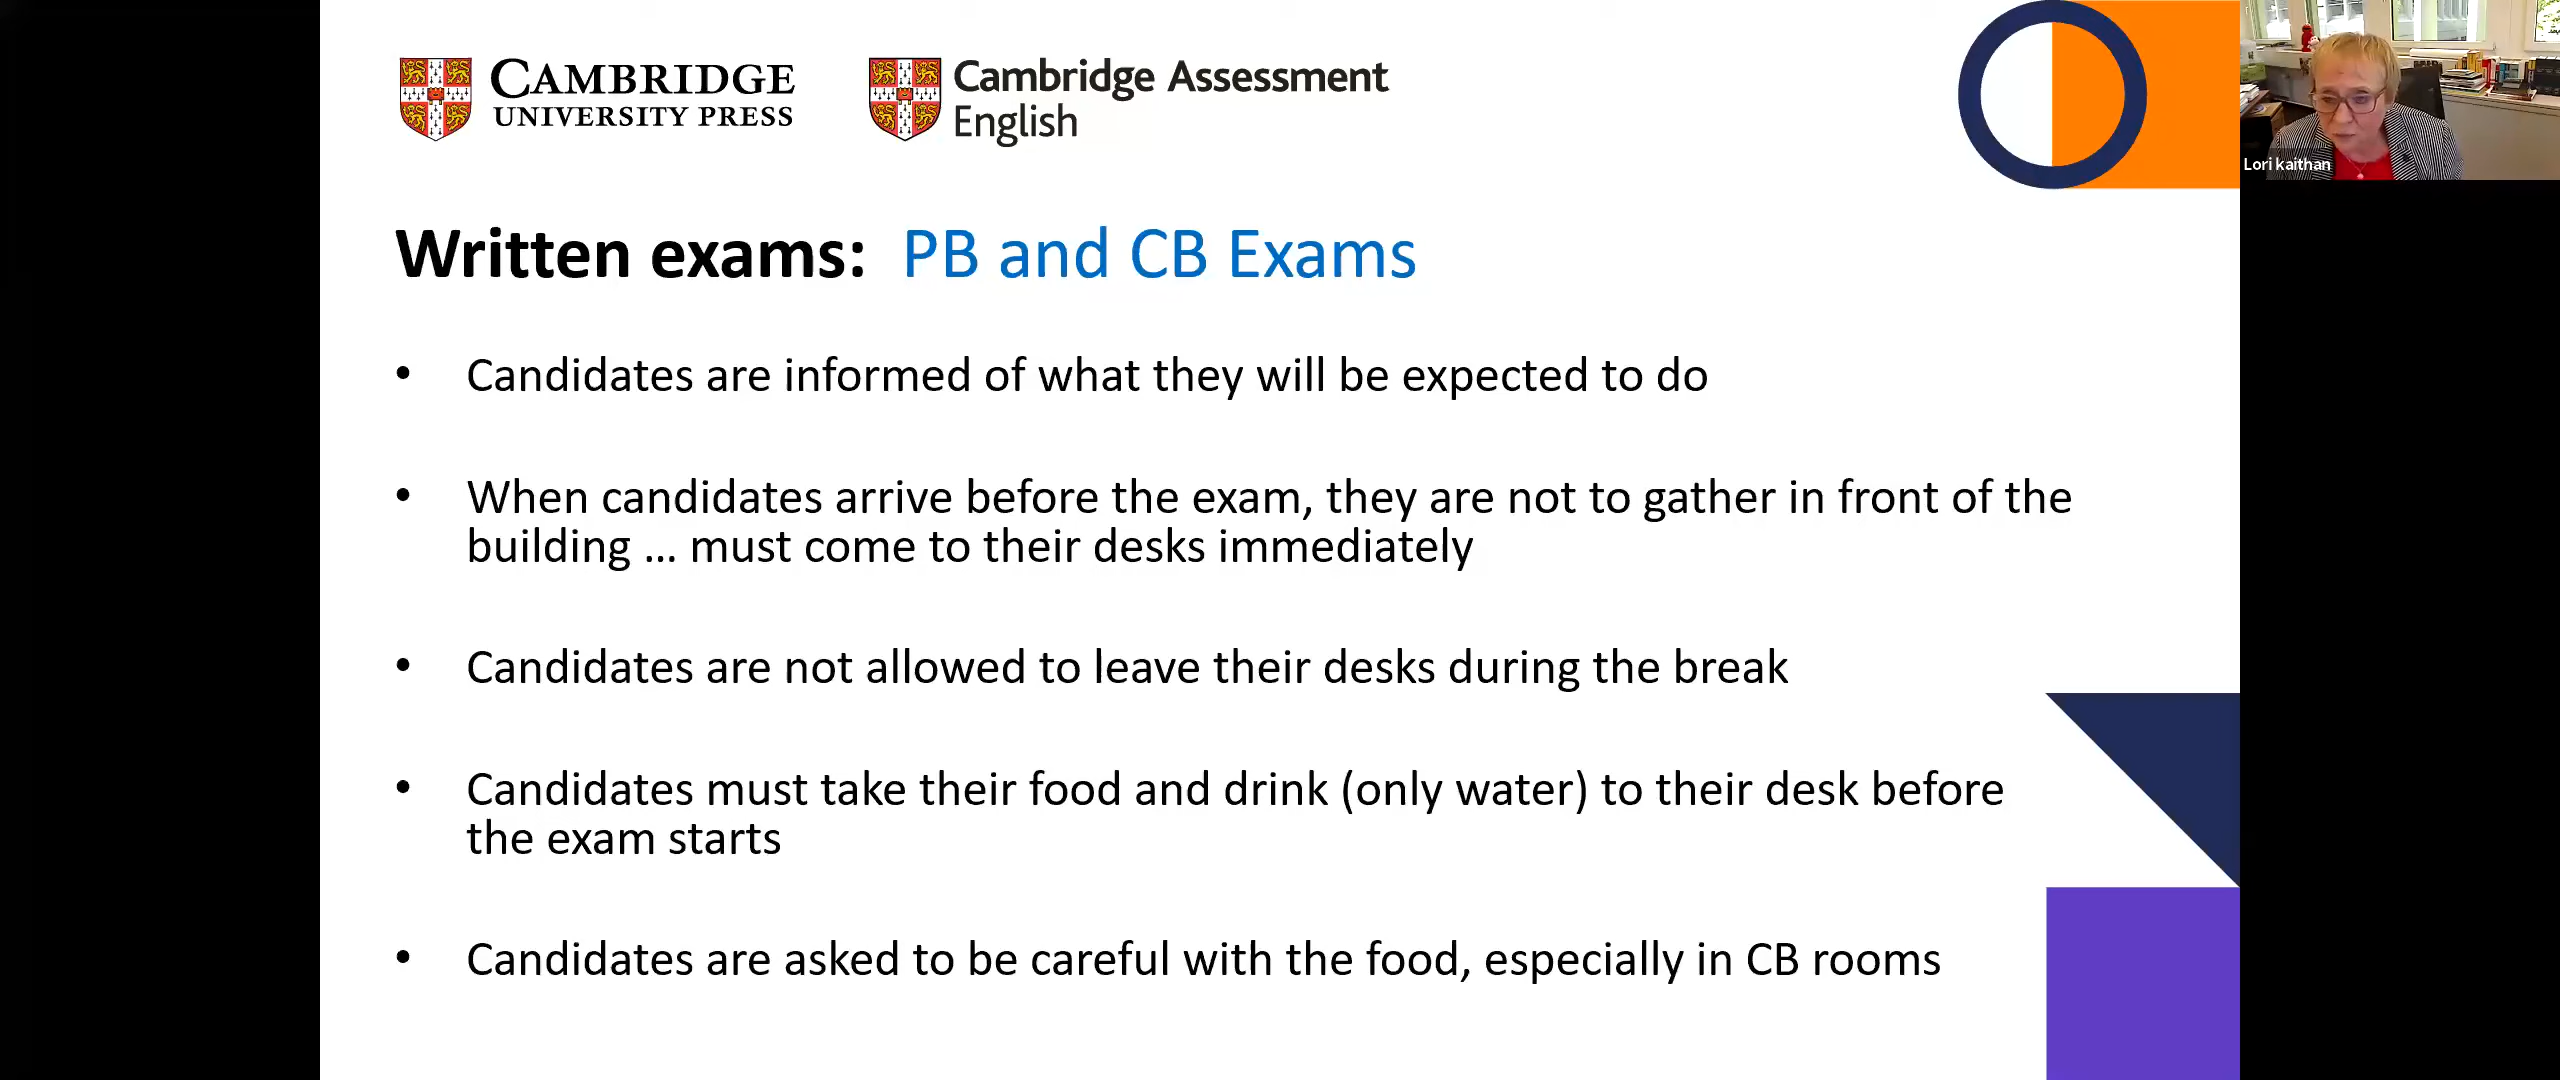 CAMBRIDGE
UNIVERSITY PRESS
Cambridge Assessment
English
Lori kaithan
Written exams: PB and CB Exams
• Candidates are informed of what they will be expected to do
• When candidates arrive before the exam, they are not to gather in front of the
building ... must come to their desks immediately
• Candidates are not allowed to leave their desks during the break
• Candidates must take their food and drink (only water) to their desk before
the exam starts
• Candidates are asked to be careful with the food, especially in CB rooms